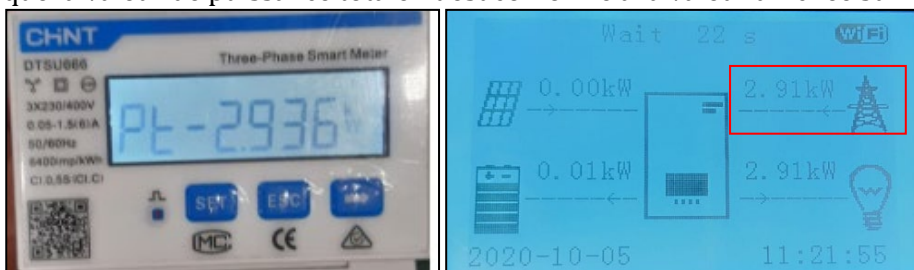 CHNT
DTSU666
Three-Phase Smart Meter
3X230/400V
0.05-1.5(6)A
50/60Hz
6400imp/kWh
Pt-2.936
SET
ESC
MC
CE
Wait 22 s
WiFi
0.00kW
2.91kW
0.01kW
2.91kW
2020-10-05
11:21:55